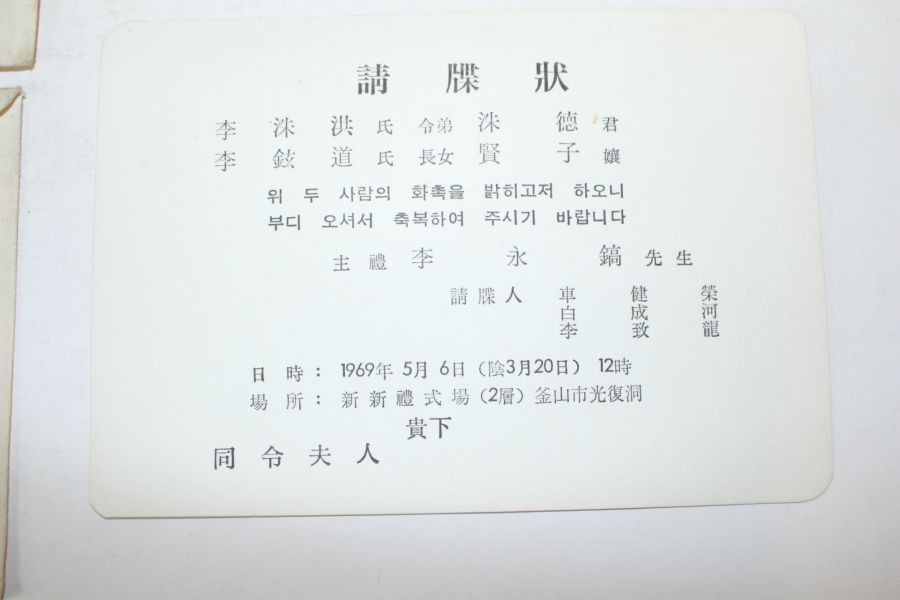 請牒狀
李洙洪氏 令弟 洙德君
李鉉道氏 長女 賢子孃
위 두 사람의 화촉을 밝히고저 하오니
부디 오셔서 축복하여 주시기 바랍니다
主禮 李永鎬 先生
請牒人 車健榮
白成河
李致龍
日時: 1969年 5月 6日 (陰3月20日) 12時
場所: 新新禮式場 (2層) 釜山市光復洞
貴下
同令夫人